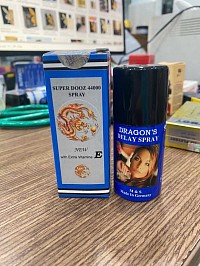 SUPER DOOZ 44000
SPRAY
NEW
with Extra Vitamine E
DRAGON'S
DELAY SPRAY
M & S
Made in Germany